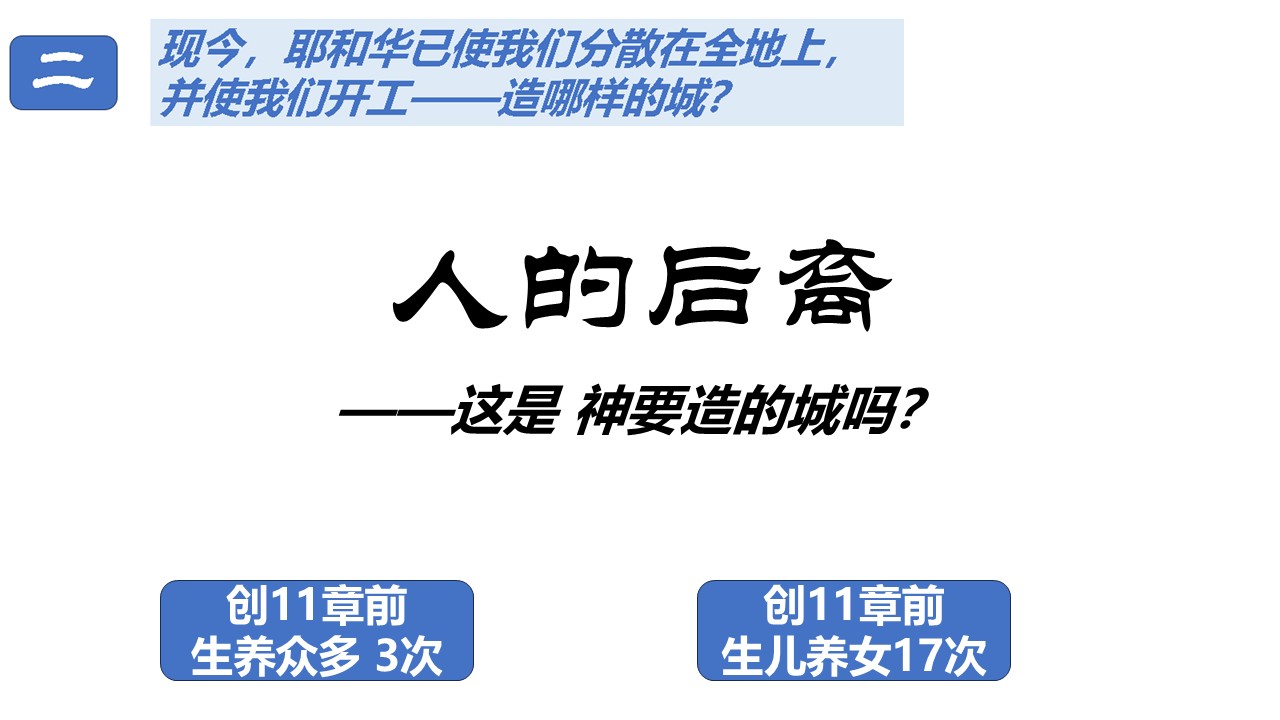 二
现今，耶和华已使我们分散在全地上，
并使我们开工——造哪样的城？
人的后裔
——这是 神要造的城吗？
创11章前
生养众多 3次
创11章前
生儿养女17次